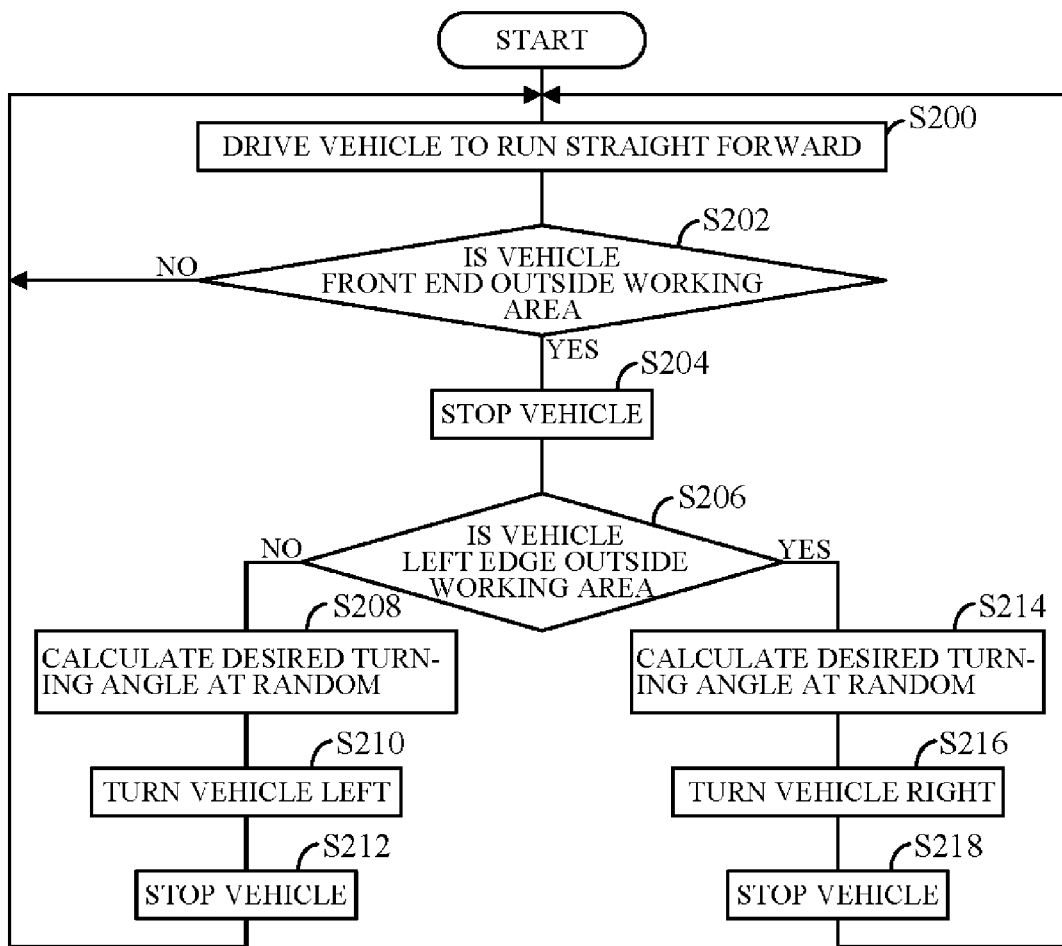 START
S200
DRIVE VEHICLE TO RUN STRAIGHT FORWARD
S202
IS VEHICLE
FRONT END OUTSIDE WORKING
AREA
NO
YES
S204
STOP VEHICLE
S206
IS VEHICLE
LEFT EDGE OUTSIDE
WORKING AREA
NO
YES
S208
CALCULATE DESIRED TURN-
ING ANGLE AT RANDOM
S210
TURN VEHICLE LEFT
S212
STOP VEHICLE
S214
CALCULATE DESIRED TURN-
ING ANGLE AT RANDOM
S216
TURN VEHICLE RIGHT
S218
STOP VEHICLE